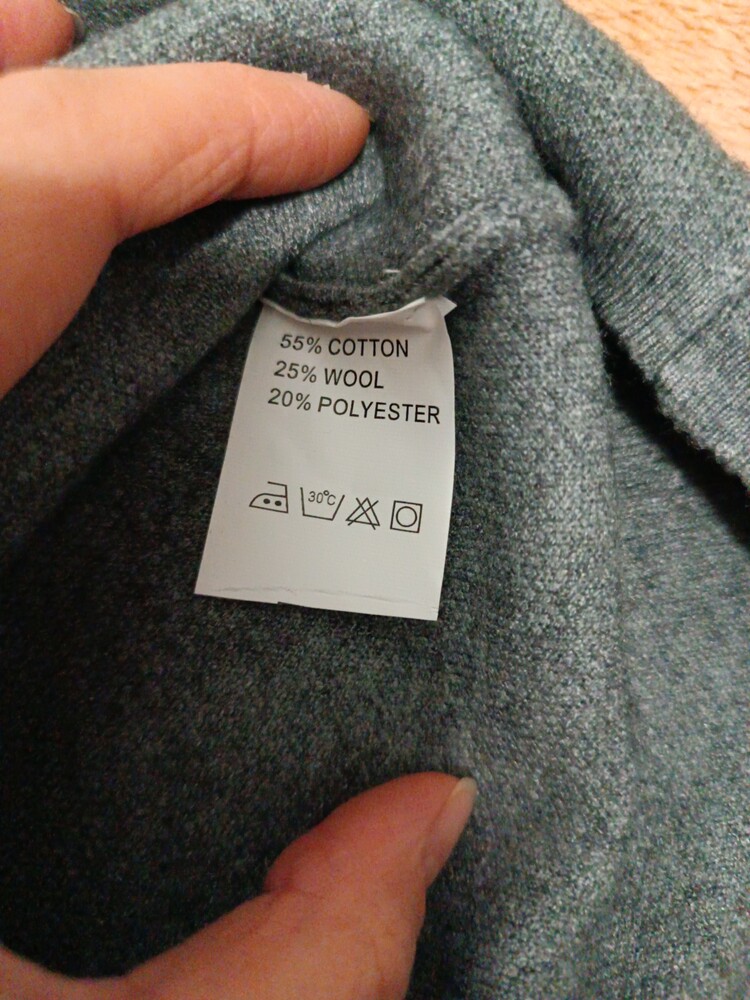 55% COTTON
25% WOOL
20% POLYESTER
30°C